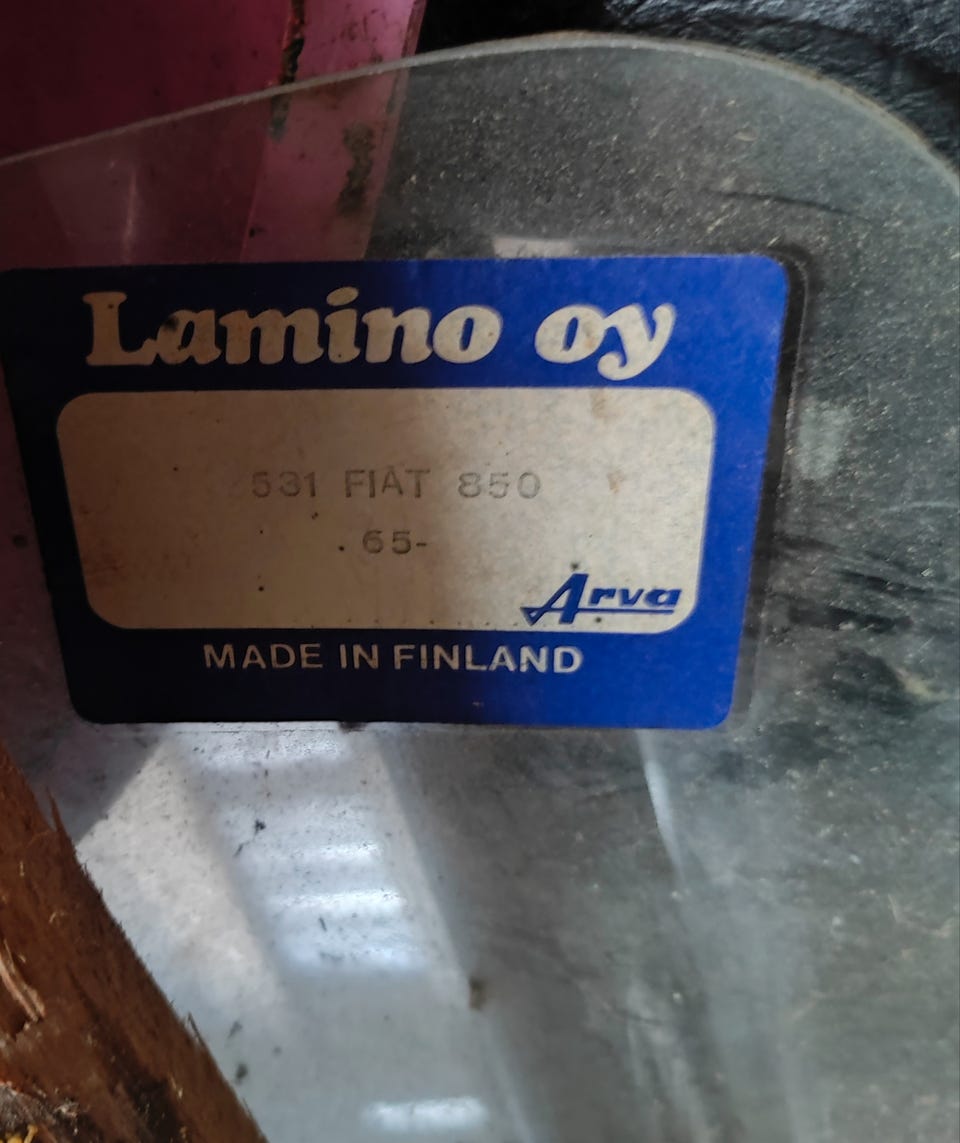 Lamino oy
531 FIAT 850
65-
Arva
MADE IN FINLAND